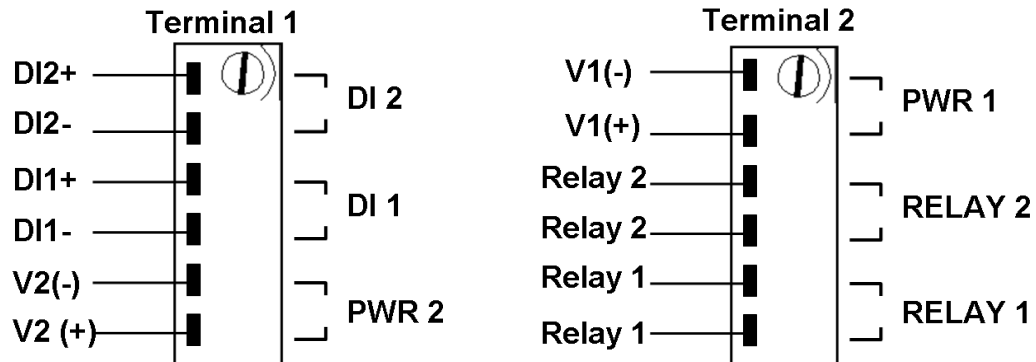 Terminal 1
DI2+
DI2-
DI 2
DI1+
DI1-
DI 1
V2(-)
V2 (+)
PWR 2
Terminal 2
V1(-)
V1(+)
PWR 1
Relay 2
Relay 2
RELAY 2
Relay 1
Relay 1
RELAY 1